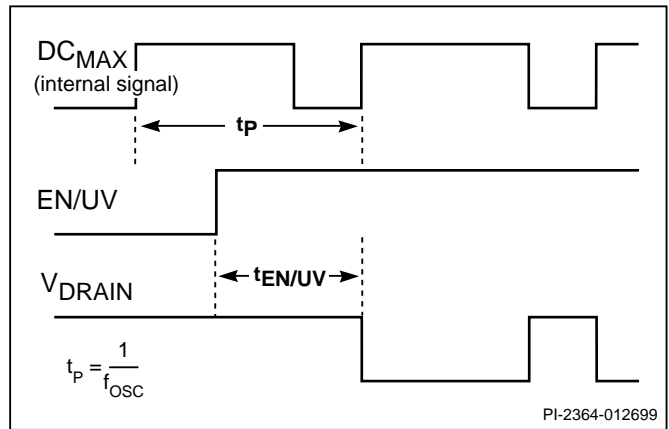 DCMAX
(internal signal)
tP
EN/UV
tEN/UV
VDRAIN
tP = 1/fOSC
PI-2364-012699